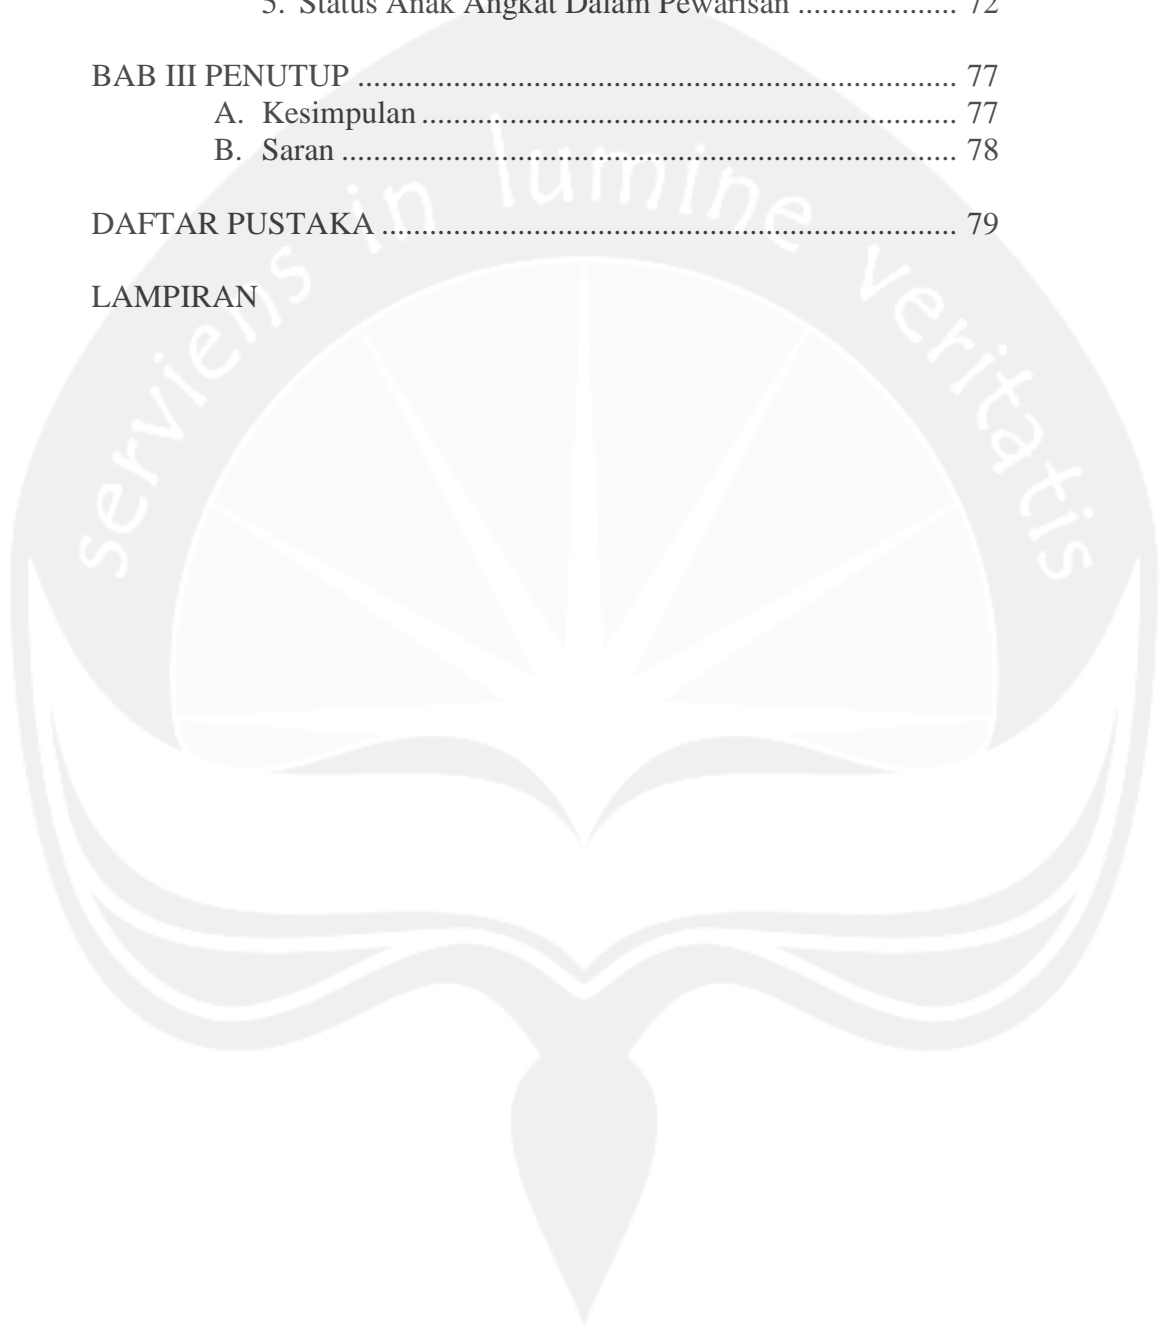 5. Status Anak Angkat Dalam Pewarisan .................... 72
BAB III PENUTUP ........................................................................... 77
A. Kesimpulan ................................................................... 77
B. Saran ............................................................................. 78
DAFTAR PUSTAKA ........................................................................ 79
LAMPIRAN
serviens in lumine veritatis